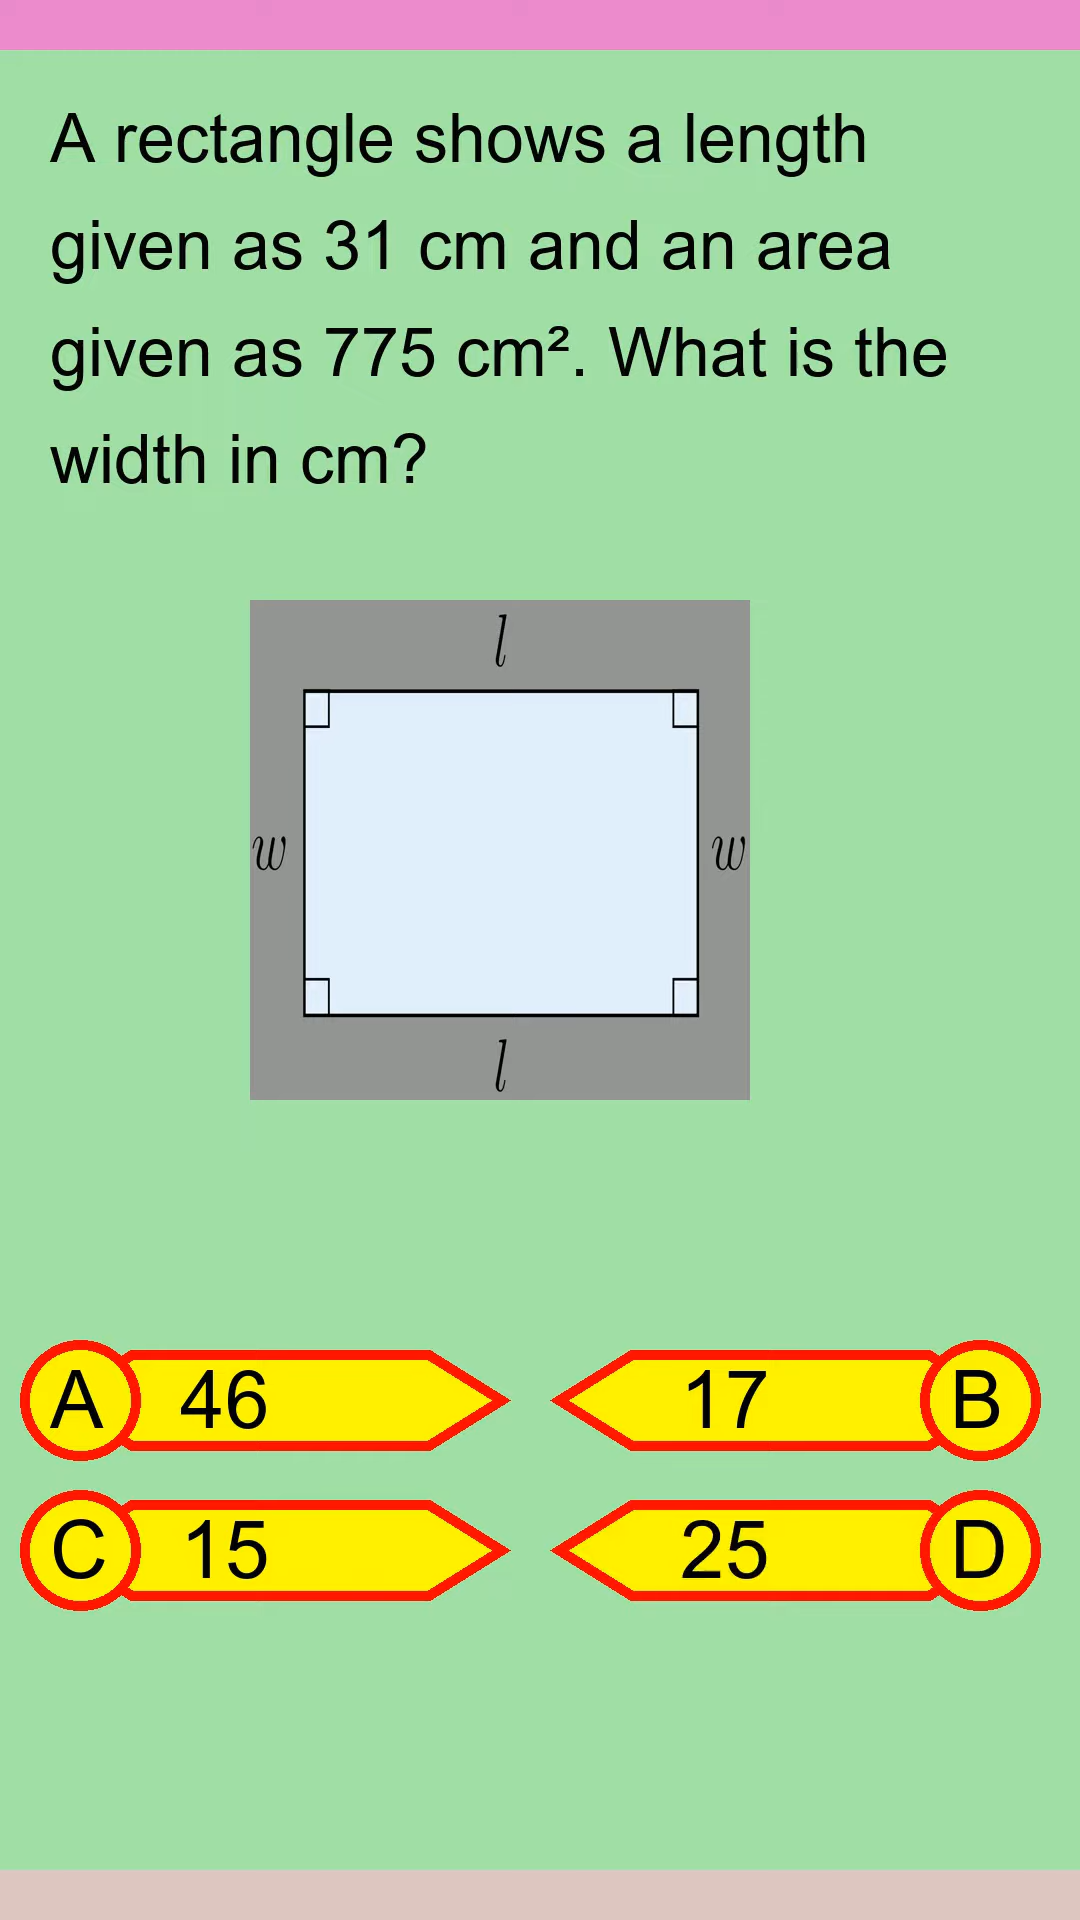 A rectangle shows a length
given as 31 cm and an area
given as 775 cm². What is the
width in cm?
l
w w
l
A 46 17 B
C 15 25 D